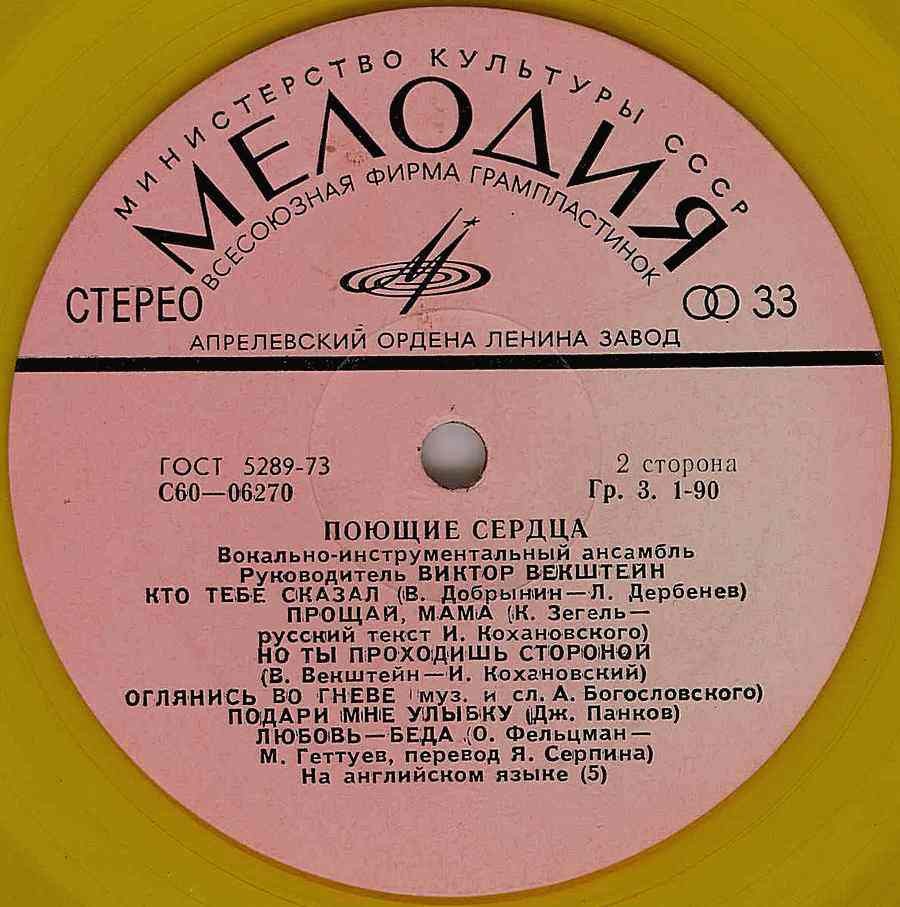 МИНИСТЕРСТВО КУЛЬТУРЫ СССР
МЕЛОДИЯ
ВСЕСОЮЗНАЯ ФИРМА ГРАМПЛАСТИНОК
СТЕРЕО
33
АПРЕЛЕВСКИЙ ОРДЕНА ЛЕНИНА ЗАВОД
ГОСТ 5289-73
2 сторона
С60—06270
Гр. 3. 1-90
ПОЮЩИЕ СЕРДЦА
Вокально-инструментальный ансамбль
Руководитель ВИКТОР ВЕКШТЕИН
КТО ТЕБЕ СКАЗАЛ (В. Добрынин—Л. Дербенев)
ПРОЩАЙ, МАМА (К. Зегель—
русский текст И. Кохановского)
НО ТЫ ПРОХОДИШЬ СТОРОНОЙ
(В. Векштейн—И. Кохановский)
ОГЛЯНИСЬ ВО ГНЕВЕ (муз. и сл. А. Богословского)
ПОДАРИ МНЕ УЛЫБКУ (Дж. Панков)
ЛЮБОВЬ—БЕДА (О. Фельцман—
М. Геттуев, перевод Я. Серпина)
На английском языке (5)